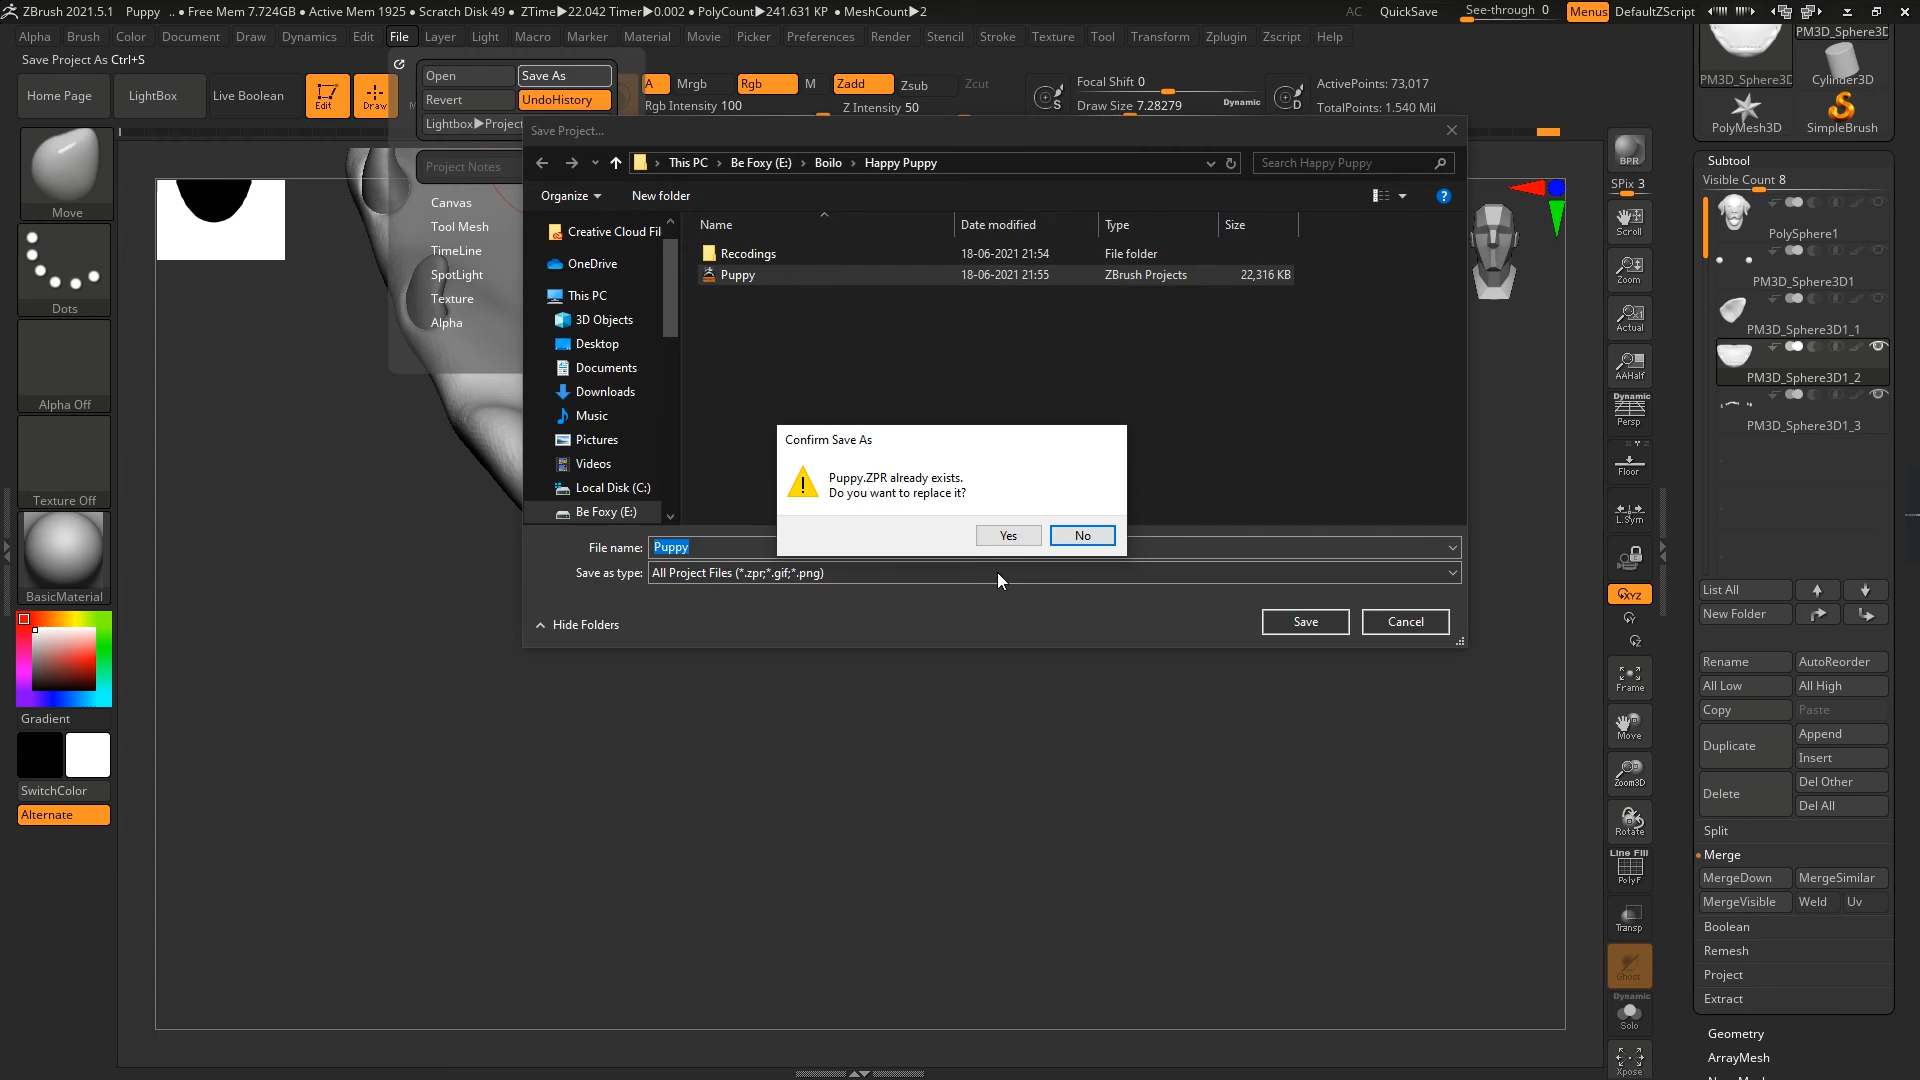 ZBrush 2021.5.1 Puppy .. • Free Mem 7.724GB • Active Mem 1925 • Scratch Disk 49 • ZTime▶22.042 Timer▶0.002 • PolyCount▶241.631 KP • MeshCount▶2
AC QuickSave See-through 0 Menus DefaultZScript
Alpha Brush Color Document Draw Dynamics Edit File Layer Light Macro Marker Material Movie Picker Preferences Render Stencil Stroke Texture Tool Transform Zplugin Zscript Help
Save Project As Ctrl+S
Home Page LightBox Live Boolean Edit Draw
Open Save As
Revert UndoHistory
Lightbox▶Project
Project Notes
Canvas
Tool Mesh
TimeLine
SpotLight
Texture
Alpha
A Mrgb Rgb M Zadd Zsub Zcut
Rgb Intensity 100 Z Intensity 50
Focal Shift 0
Draw Size 7.28279 Dynamic
S
D
ActivePoints: 73,017
TotalPoints: 1.540 Mil
Move
Dots
Alpha Off
Texture Off
BasicMaterial
Gradient
SwitchColor
Alternate
Save Project...
This PC › Be Foxy (E:) › Boilo › Happy Puppy
Search Happy Puppy
Organize New folder
Name Date modified Type Size
Recodings 18-06-2021 21:54 File folder
Puppy 18-06-2021 21:55 ZBrush Projects 22,316 KB
Creative Cloud Fil
OneDrive
This PC
3D Objects
Desktop
Documents
Downloads
Music
Pictures
Videos
Local Disk (C:)
Be Foxy (E:)
Confirm Save As
Puppy.ZPR already exists.
Do you want to replace it?
Yes No
File name: Puppy
Save as type: All Project Files (*.zpr;*.gif;*.png)
Hide Folders
Save Cancel
BPR
SPix 3
Scroll
Zoom
Actual
AAHalf
Dynamic
Persp
Floor
L.Sym
XYZ
Y
Z
Frame
Move
Zoom3D
Rotate
Line Fill
PolyF
Transp
Ghost
Dynamic
Solo
Xpose
PM3D_Sphere3D
PM3D_Sphere3D Cylinder3D
PolyMesh3D SimpleBrush
Subtool
Visible Count 8
PolySphere1
PM3D_Sphere3D1
PM3D_Sphere3D1_1
PM3D_Sphere3D1_2
PM3D_Sphere3D1_3
List All
New Folder
Rename AutoReorder
All Low All High
Copy Paste
Duplicate Append
Insert
Delete Del Other
Del All
Split
Merge
MergeDown MergeSimilar
MergeVisible Weld Uv
Boolean
Remesh
Project
Extract
Geometry
ArrayMesh